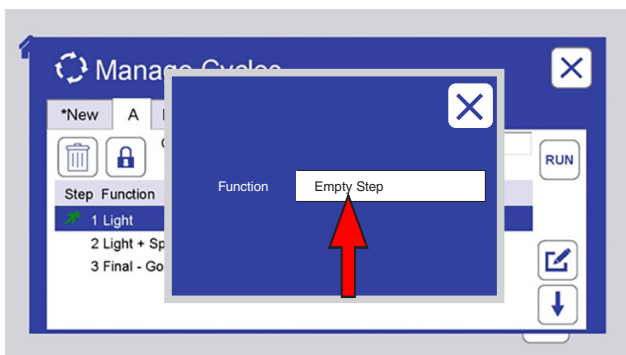 Manage Cycles
*New A
RUN
Step Function
Function Empty Step
1 Light
2 Light + Sp
3 Final - Go